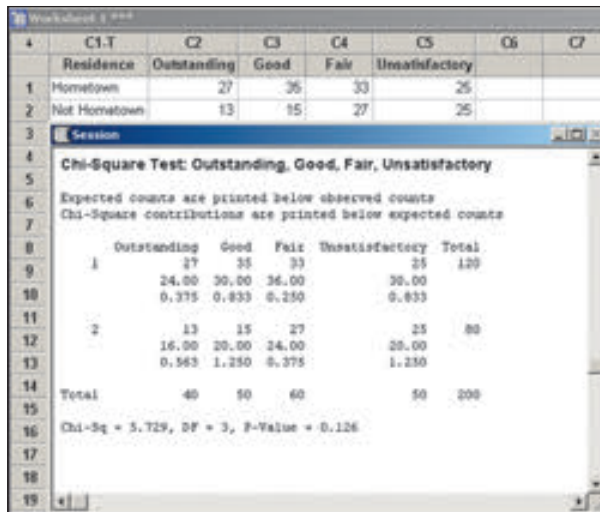 Worksheet 1 ***
C1-T C2 C3 C4 C5 C6 C7
Residence Outstanding Good Fair Unsatisfactory
1 Hometown 27 35 33 25
2 Not Hometown 13 15 27 25
3 Session
4 Chi-Square Test: Outstanding, Good, Fair, Unsatisfactory
5
6 Expected counts are printed below observed counts
7 Chi-Square contributions are printed below expected counts
8 Outstanding Good Fair Unsatisfactory Total
9 1 27 35 33 25 120
24.00 30.00 36.00 30.00
10 0.375 0.833 0.250 0.833
11
12 2 13 15 27 25 80
16.00 20.00 24.00 20.00
13 0.563 1.250 0.375 1.250
14 Total 40 50 60 50 200
15
16 Chi-Sq = 5.729, DF = 3, P-Value = 0.126
17
18
19